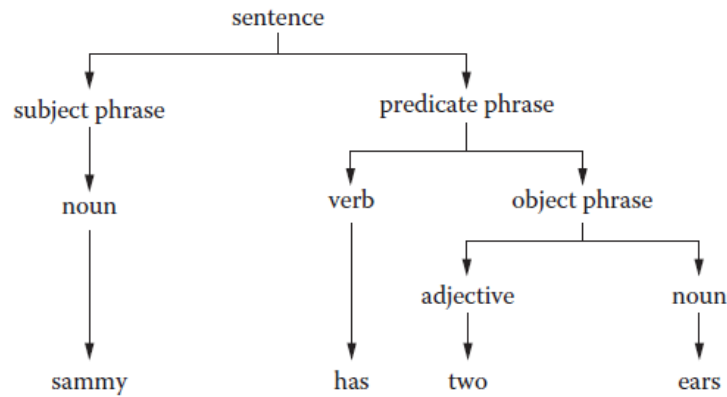 sentence
subject phrase predicate phrase
noun verb object phrase
adjective noun
sammy has two ears